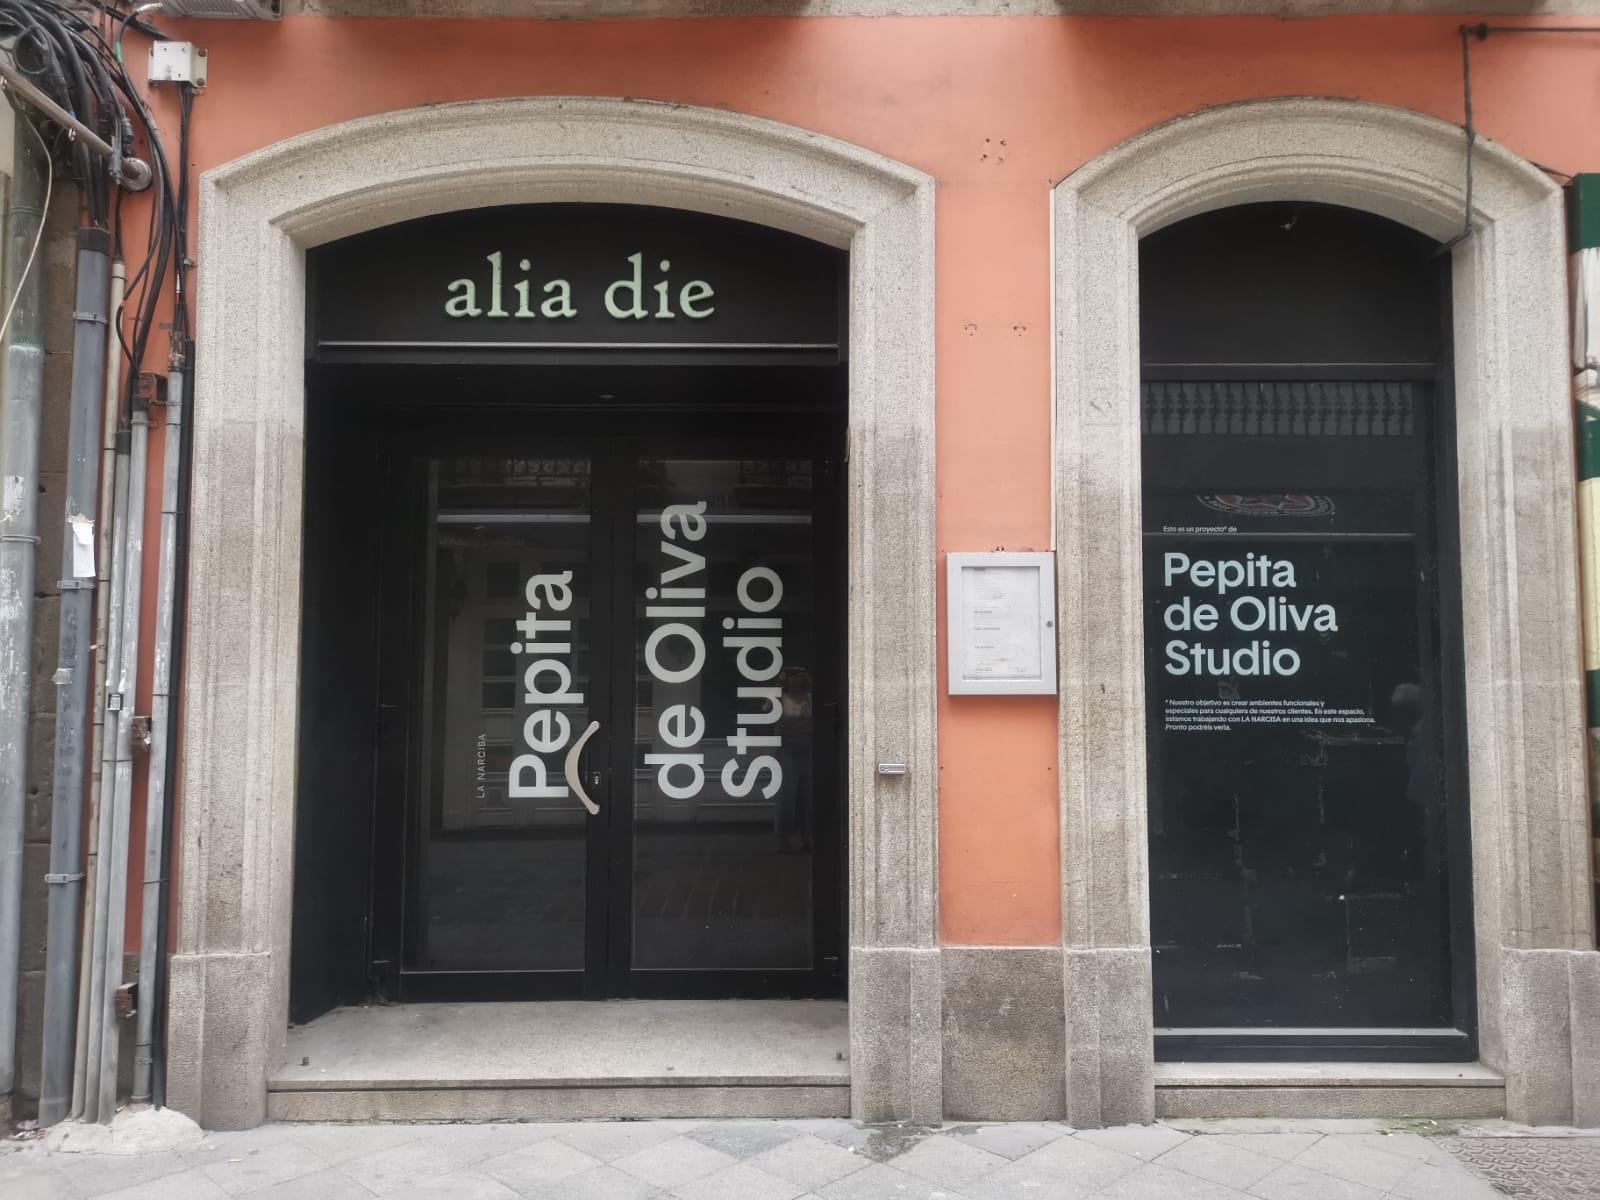 alia die
LA NARCISA
Pepita
de Oliva
Studio
Esto es un proyecto* de
Pepita
de Oliva
Studio
* Nuestro objetivo es crear ambientes funcionales y
especiales para cualquiera de nuestros clientes. En este espacio,
estamos trabajando con LA NARCISA en una idea que nos apasiona.
Pronto podréis verla.